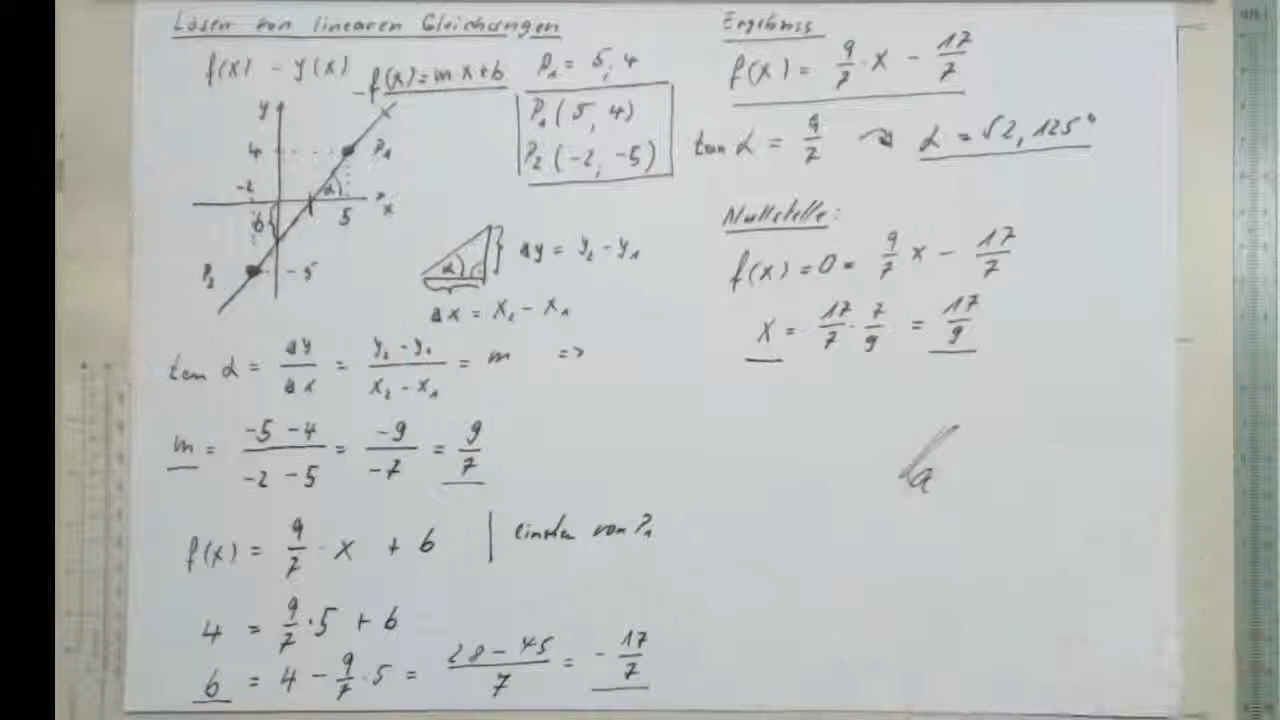 Lösen von linearen Gleichungen
f(x) - y(x)
f(x) = m x + b
P₁ = 5, 4
P₁ (5, 4)
P₂ (-2, -5)
y
4
P₁
-2
α
x
b
5
P₂
-5
α
Δy = y₂ - y₁
Δx = x₂ - x₁
tan α = Δy/Δx = (y₂ - y₁)/(x₂ - x₁) = m =>
m = (-5 - 4)/(-2 - 5) = -9/-7 = 9/7
f(x) = 9/7 · x + b | einsetzen von P₁
4 = 9/7 · 5 + b
b = 4 - 9/7 · 5 = (28 - 45)/7 = - 17/7
Ergebnis
f(x) = 9/7 · x - 17/7
tan α = 9/7 ⤳ α = 52,125°
Nullstelle:
f(x) = 0 = 9/7 x - 17/7
x = 17/7 · 7/9 = 17/9